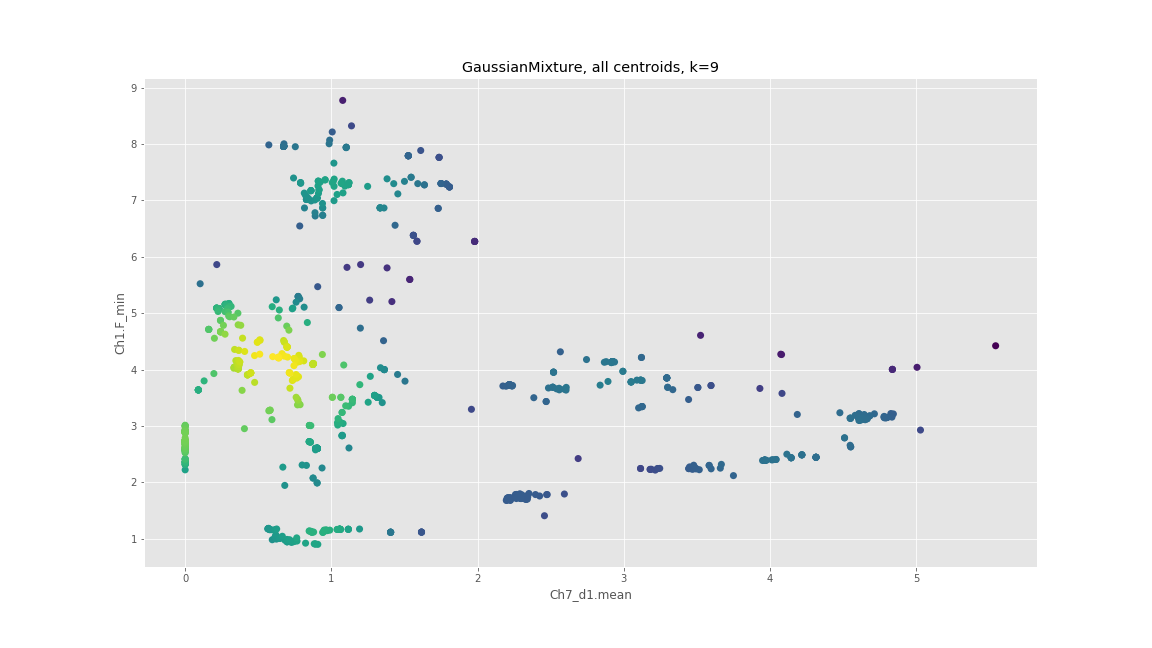 GaussianMixture, all centroids, k=9
9
8
7
6
5
4
3
2
1
Ch1.F_min
0 1 2 3 4 5
Ch7_d1.mean